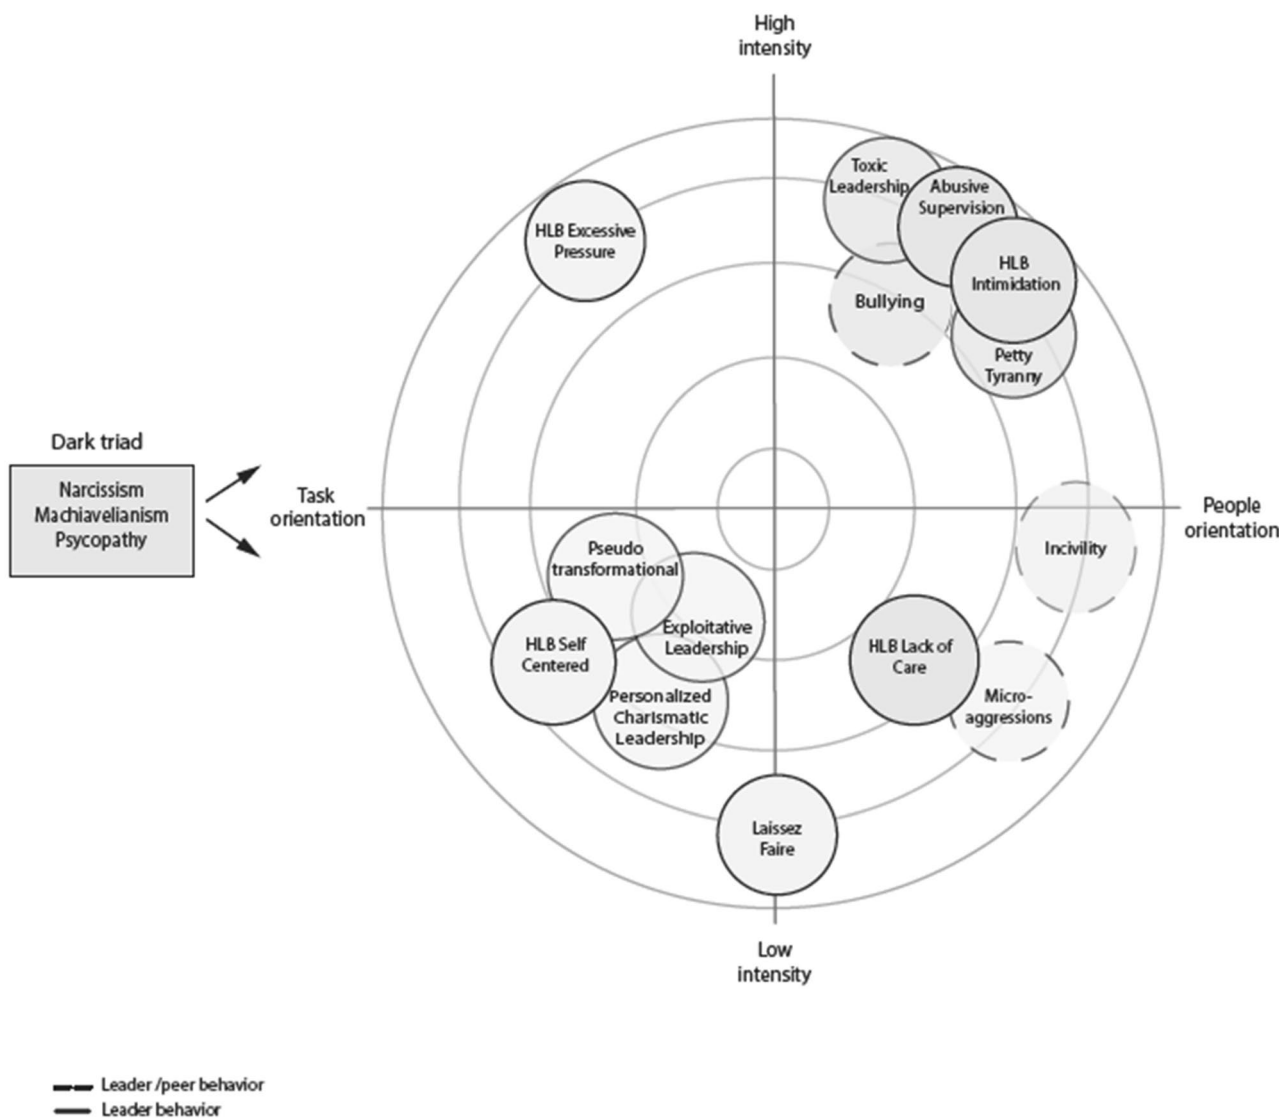 High
intensity
Toxic
Leadership
Abusive
Supervision
HLB Excessive
Pressure
HLB
Intimidation
Bullying
Petty
Tyranny
Dark triad
Narcissism
Machiavelianism
Psycopathy
Task
orientation
People
orientation
Incivility
Pseudo
transformational
Exploitative
Leadership
HLB Self
Centered
HLB Lack of
Care
Personalized
Charismatic
Leadership
Micro-
aggressions
Laissez
Faire
Low
intensity
Leader /peer behavior
Leader behavior